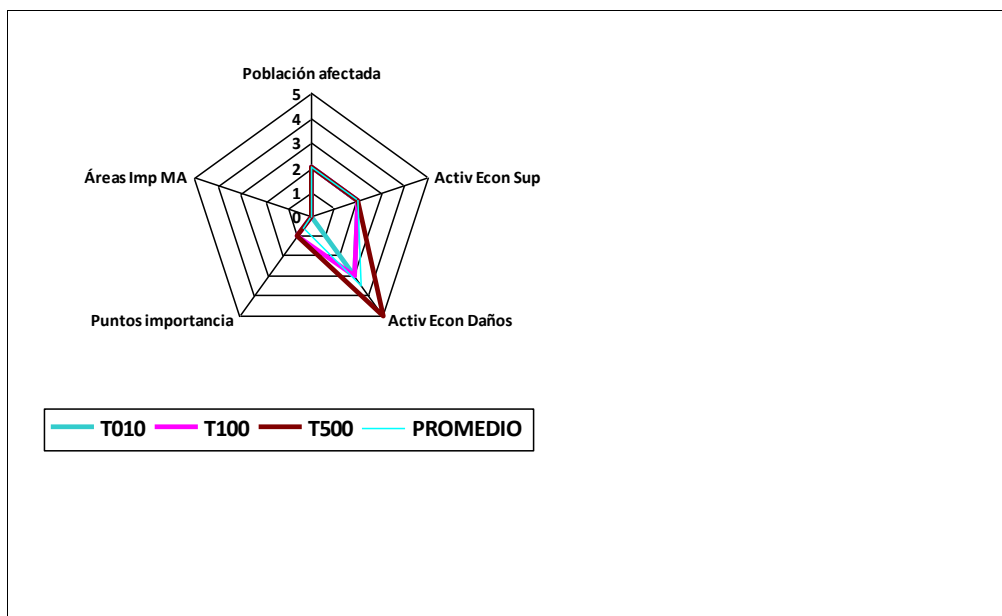 Población afectada
5
4
3
2
1
0
Áreas Imp MA
Activ Econ Sup
Puntos importancia
Activ Econ Daños
T010 T100 T500 PROMEDIO